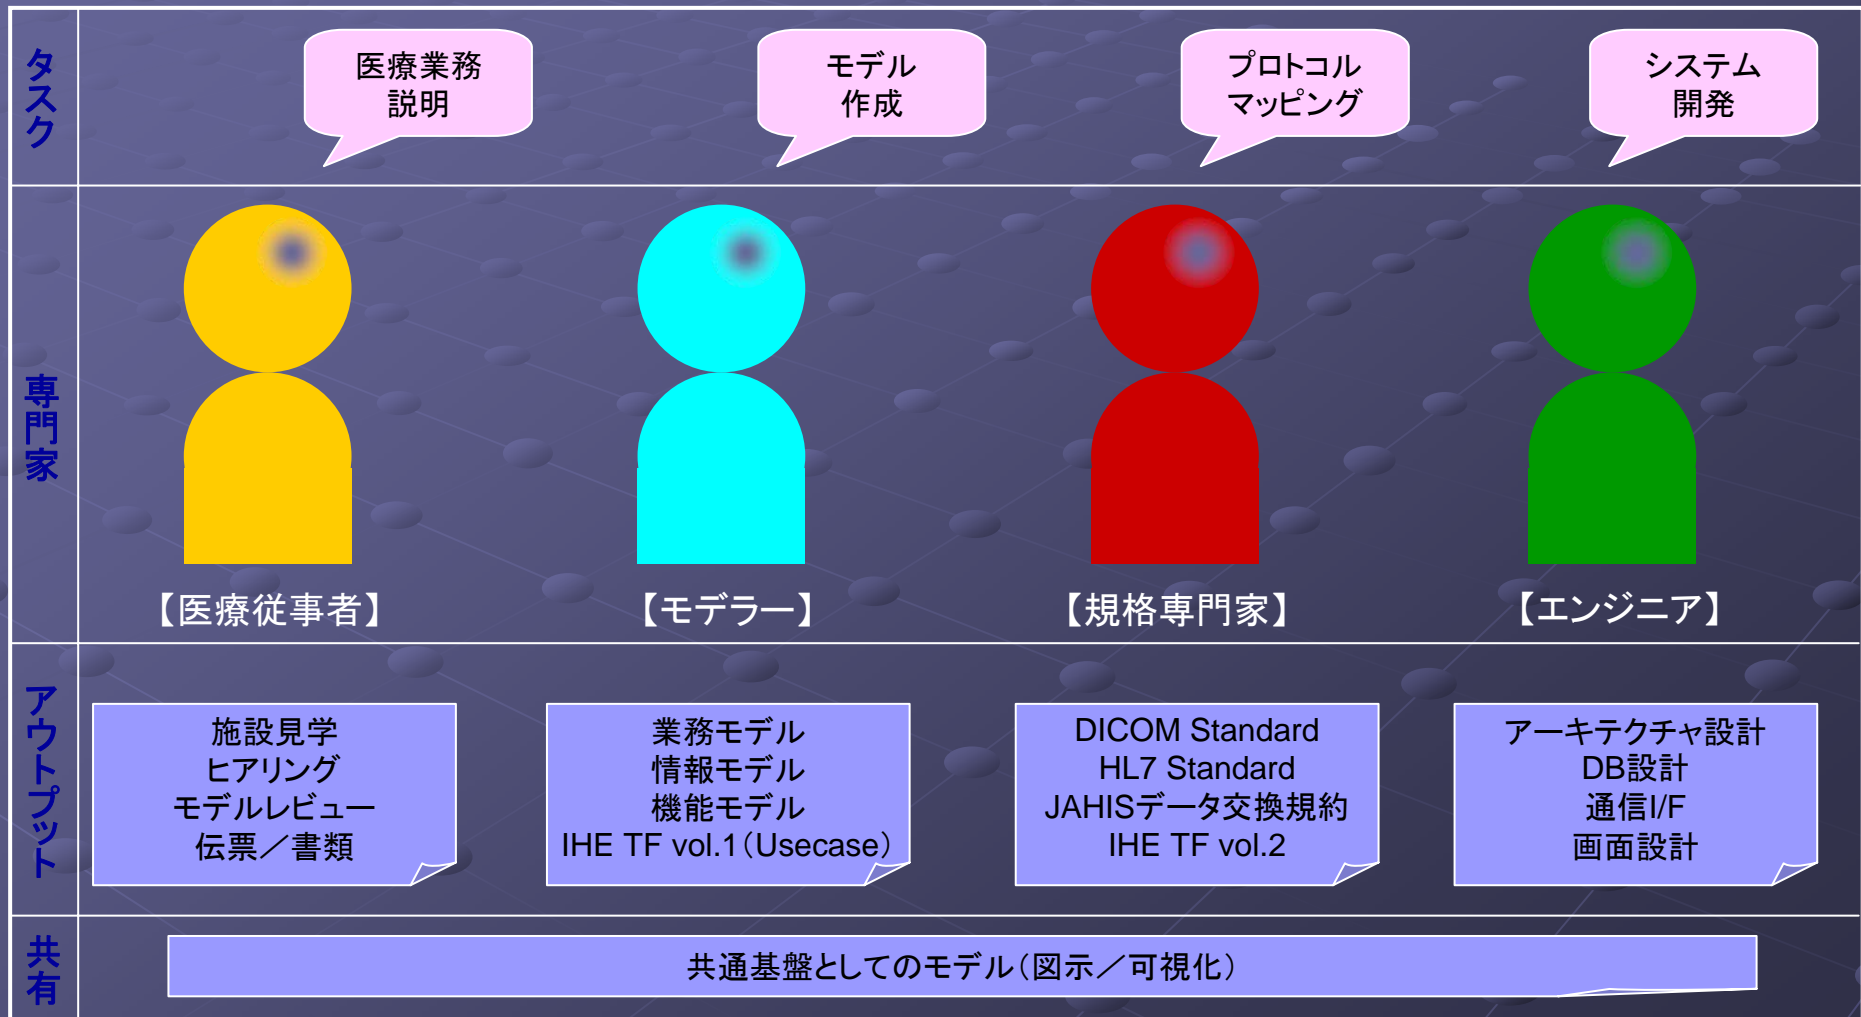 タスク
医療業務
説明
モデル
作成
プロトコル
マッピング
システム
開発
専門家
【医療従事者】
【モデラー】
【規格専門家】
【エンジニア】
アウトプット
施設見学
ヒアリング
モデルレビュー
伝票／書類
業務モデル
情報モデル
機能モデル
IHE TF vol.1（Usecase）
DICOM Standard
HL7 Standard
JAHISデータ交換規約
IHE TF vol.2
アーキテクチャ設計
DB設計
通信I/F
画面設計
共有
共通基盤としてのモデル（図示／可視化）